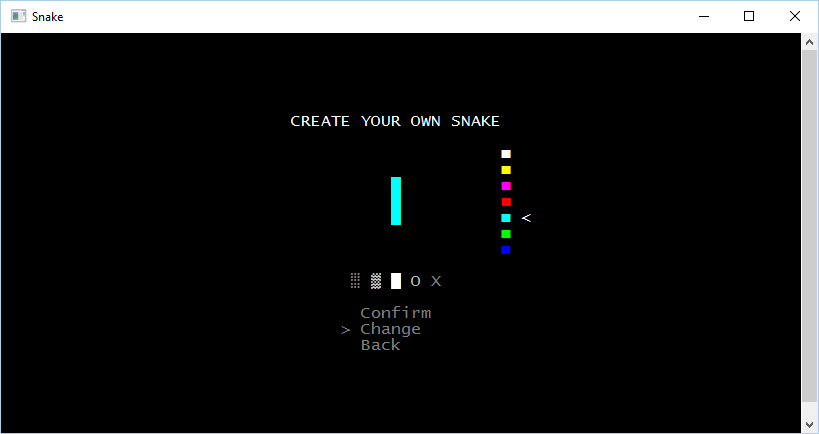 Snake
CREATE YOUR OWN SNAKE
<
░ ▒ █ O X
Confirm
> Change
Back